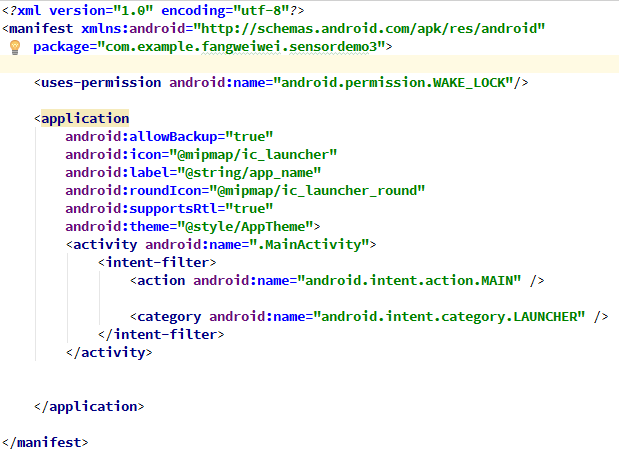 <?xml version="1.0" encoding="utf-8"?>
<manifest xmlns:android="http://schemas.android.com/apk/res/android"
    package="com.example.fangweiwei.sensordemo3">

    <uses-permission android:name="android.permission.WAKE_LOCK"/>

    <application
        android:allowBackup="true"
        android:icon="@mipmap/ic_launcher"
        android:label="@string/app_name"
        android:roundIcon="@mipmap/ic_launcher_round"
        android:supportsRtl="true"
        android:theme="@style/AppTheme">
        <activity android:name=".MainActivity">
            <intent-filter>
                <action android:name="android.intent.action.MAIN" />

                <category android:name="android.intent.category.LAUNCHER" />
            </intent-filter>
        </activity>


    </application>

</manifest>